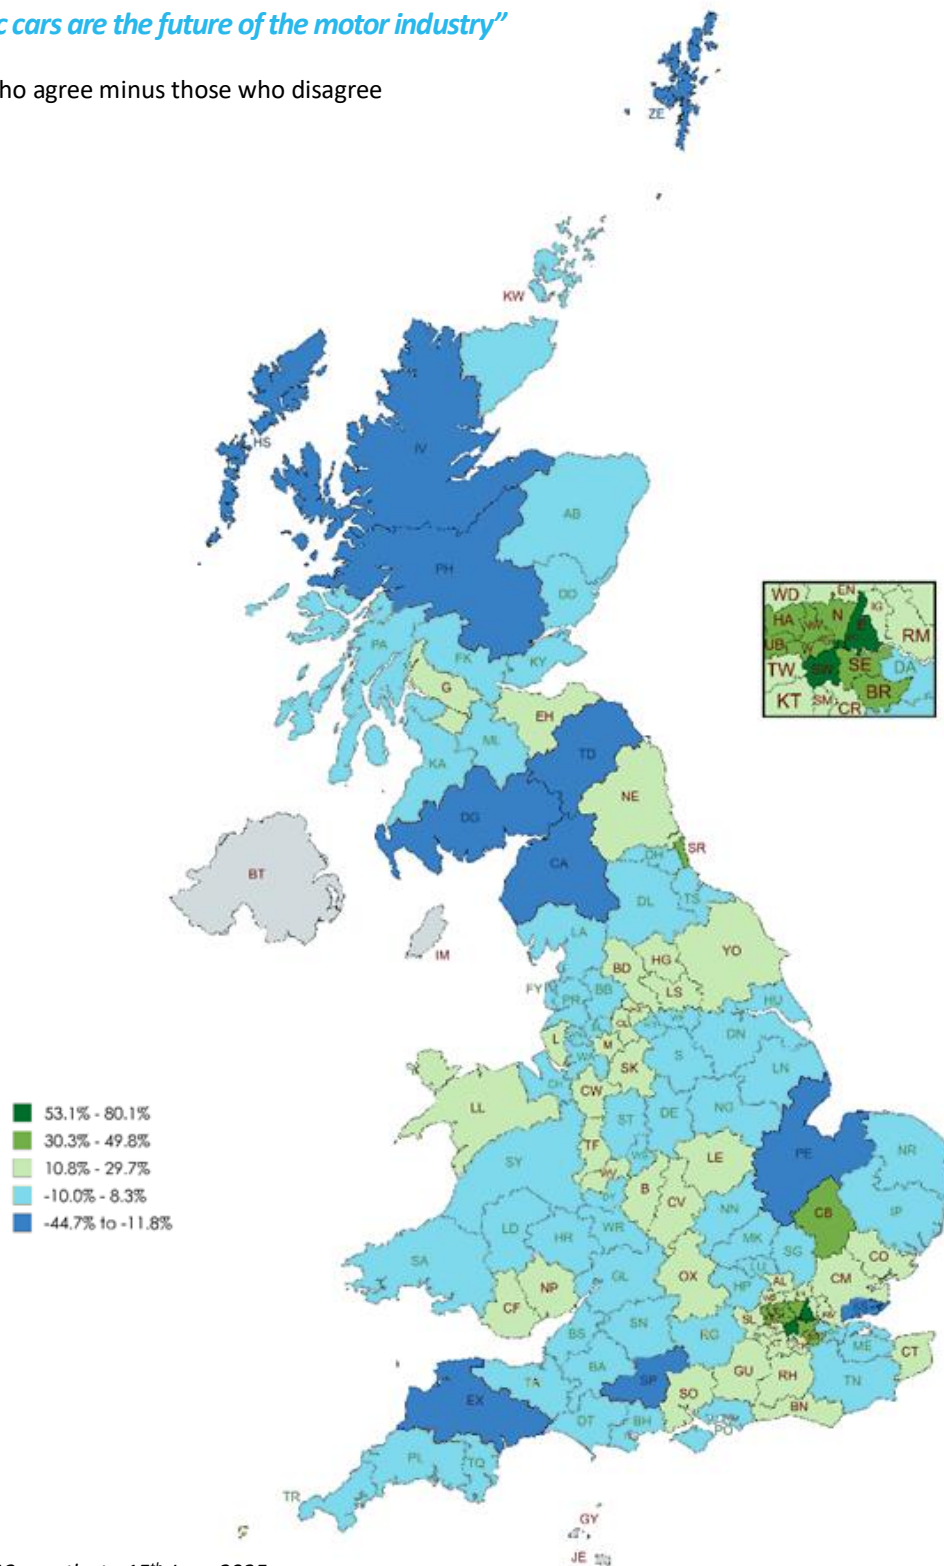 c cars are the future of the motor industry”
ho agree minus those who disagree
ZE
KW
HS
IV
AB
PH
DD
PA
FK
KY
G
EH
ML
KA
TD
DG
NE
SR
CA
DH
BT
DL
TS
IM
LA
YO
BD
HG
LS
FY
PR
BB
HU
L
M
DN
WA
SK
S
LN
CH
CW
LL
ST
DE
NG
TF
LE
SY
PE
NR
WV
B
CV
CB
IP
NN
LD
HR
WR
MK
SG
CO
SA
GL
OX
LU
HP
AL
CM
NP
CF
SL
SN
RG
BS
ME
CT
BA
SP
GU
RH
TN
TA
SO
BN
EX
DT
BH
PO
PL
TQ
TR
GY
JE
WD
EN
IG
HA
NW
N
E
RM
UB
W
TW
SW
SE
DA
BR
KT
SM
CR
53.1% - 80.1%
30.3% - 49.8%
10.8% - 29.7%
-10.0% - 8.3%
-44.7% to -11.8%